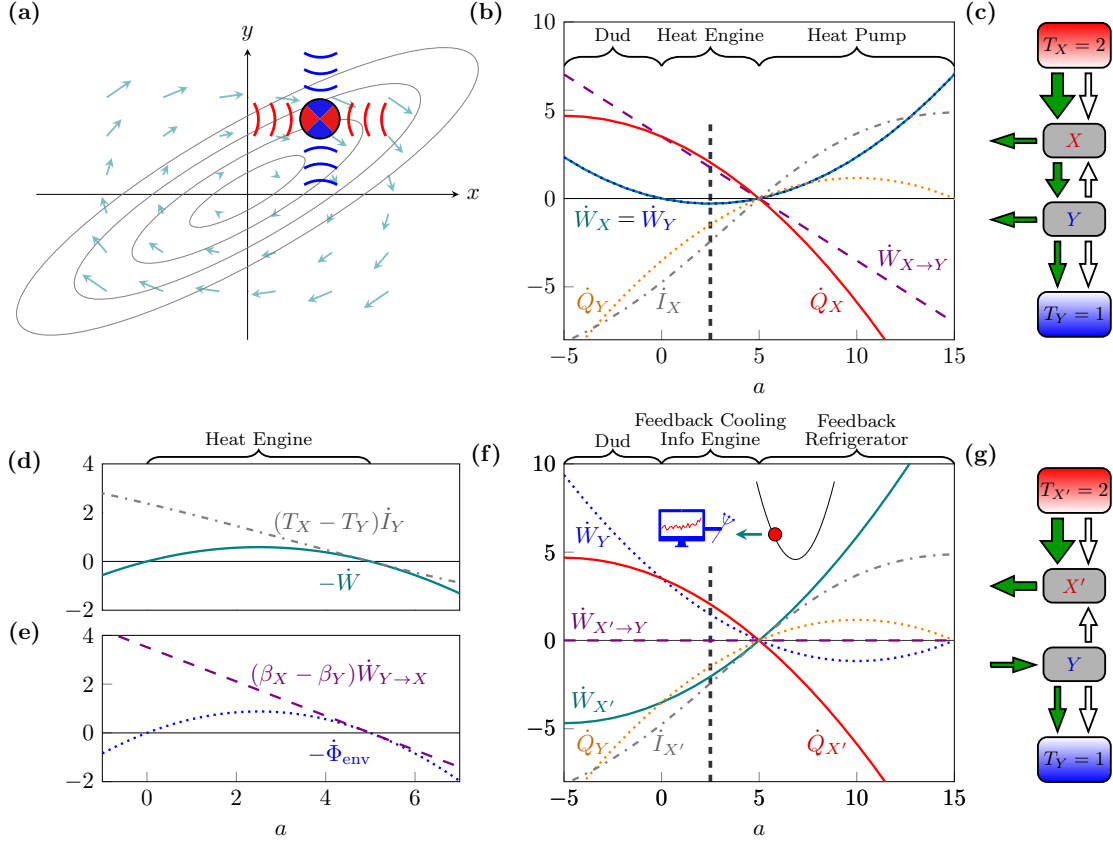 (a)
y
x
(b)
Dud
Heat Engine
Heat Pump
10
5
0
−5
Ẇ_X = Ẇ_Y
Ẇ_{X→Y}
Q̇_Y
İ_X
Q̇_X
−5
0
5
10
15
a
(c)
T_X = 2
X
Y
T_Y = 1
(d)
Heat Engine
4
2
0
−2
(T_X − T_Y)İ_Y
−Ẇ
(e)
4
2
0
−2
(β_X − β_Y)Ẇ_{Y→X}
−Φ̇_env
0
2
4
6
a
(f)
Dud
Feedback Cooling
Info Engine
Feedback
Refrigerator
10
5
0
−5
Ẇ_Y
Ẇ_{X′→Y}
Ẇ_{X′}
Q̇_Y
İ_{X′}
Q̇_{X′}
−5
0
5
10
15
a
(g)
T_{X′} = 2
X′
Y
T_Y = 1